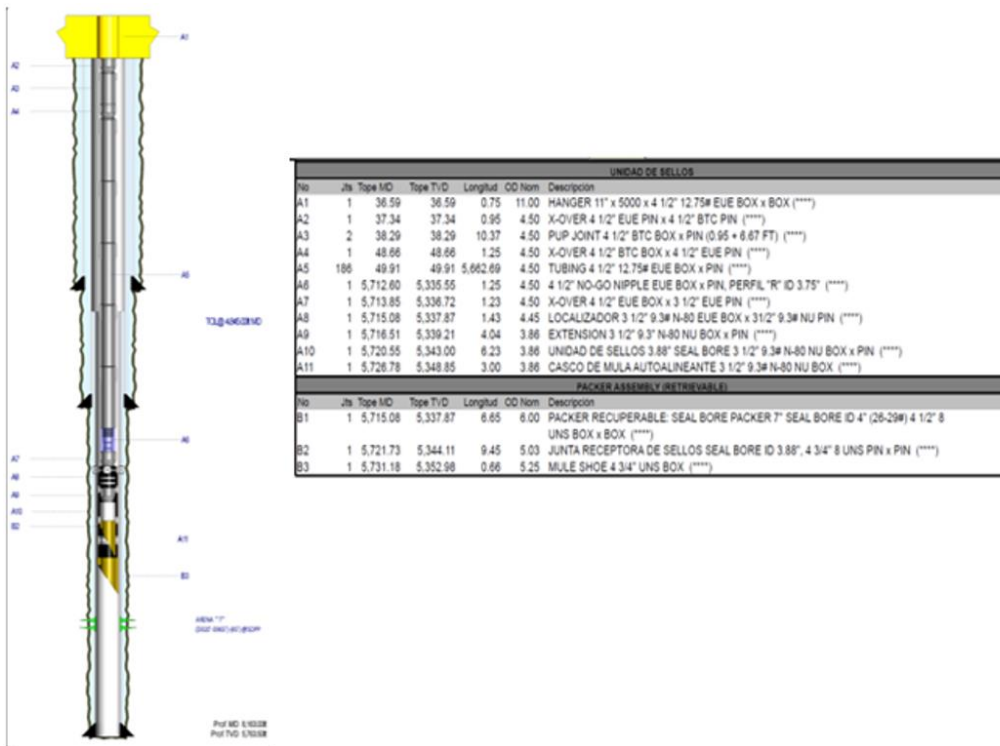 A1
A2
A3
A4
A5
A6
A7
A8
A9
A10
B2
A11
B3
UNIDAD DE SELLOS
No Jts Tope MD Tope TVD Longitud OD Nom Descripción
A1 1 36.59 36.59 0.75 11.00 HANGER 11" x 5000 x 4 1/2" 12.75# EUE BOX x BOX (****)
A2 1 37.34 37.34 0.95 4.50 X-OVER 4 1/2" EUE PIN x 4 1/2" BTC PIN (****)
A3 2 38.29 38.29 10.37 4.50 PUP JOINT 4 1/2" BTC BOX x PIN (0.95 + 6.67 FT) (****)
A4 1 48.66 48.66 1.25 4.50 X-OVER 4 1/2" BTC BOX x 4 1/2" EUE PIN (****)
A5 186 49.91 49.91 5,662.69 4.50 TUBING 4 1/2" 12.75# EUE BOX x PIN (****)
A6 1 5,712.60 5,335.55 1.25 4.50 4 1/2" NO-GO NIPPLE EUE BOX x PIN, PERFIL "R" ID 3.75" (****)
A7 1 5,713.85 5,336.72 1.23 4.50 X-OVER 4 1/2" EUE BOX x 3 1/2" EUE PIN (****)
A8 1 5,715.08 5,337.87 1.43 4.45 LOCALIZADOR 3 1/2" 9.3# N-80 EUE BOX x 31/2" 9.3# NU PIN (****)
A9 1 5,716.51 5,339.21 4.04 3.86 EXTENSION 3 1/2" 9.3" N-80 NU BOX x PIN (****)
A10 1 5,720.55 5,343.00 6.23 3.86 UNIDAD DE SELLOS 3.88" SEAL BORE 3 1/2" 9.3# N-80 NU BOX x PIN (****)
A11 1 5,726.78 5,348.85 3.00 3.86 CASCO DE MULA AUTOALINEANTE 3 1/2" 9.3# N-80 NU BOX (****)
PACKER ASSEMBLY (RETRIEVABLE)
No Jts Tope MD Tope TVD Longitud OD Nom Descripción
B1 1 5,715.08 5,337.87 6.65 6.00 PACKER RECUPERABLE: SEAL BORE PACKER 7" SEAL BORE ID 4" (26-29#) 4 1/2" 8
UNS BOX x BOX (****)
B2 1 5,721.73 5,344.11 9.45 5.03 JUNTA RECEPTORA DE SELLOS SEAL BORE ID 3.88", 4 3/4" 8 UNS PIN x PIN (****)
B3 1 5,731.18 5,352.98 0.66 5.25 MULE SHOE 4 3/4" UNS BOX (****)
Prof MD
Prof TVD